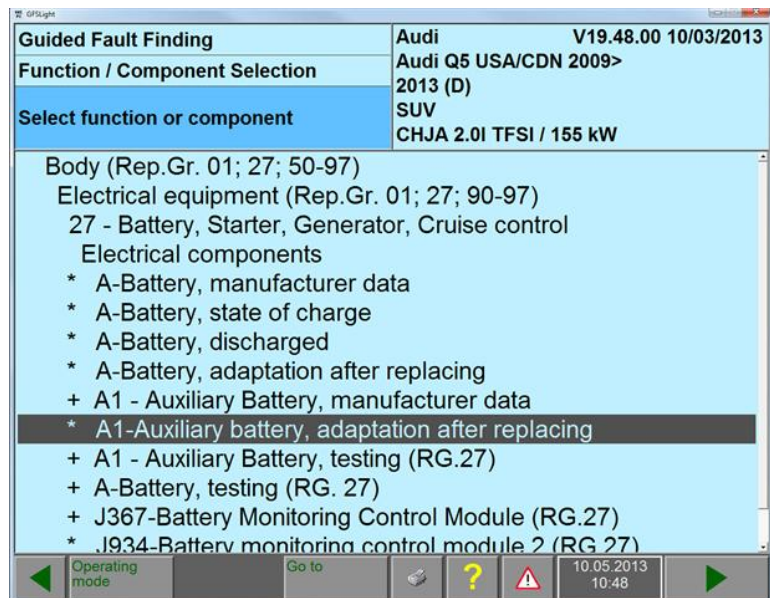 GFSLight
Guided Fault Finding
Function / Component Selection
Select function or component
Audi V19.48.00 10/03/2013
Audi Q5 USA/CDN 2009>
2013 (D)
SUV
CHJA 2.0l TFSI / 155 kW
Body (Rep.Gr. 01; 27; 50-97)
Electrical equipment (Rep.Gr. 01; 27; 90-97)
27 - Battery, Starter, Generator, Cruise control
Electrical components
* A-Battery, manufacturer data
* A-Battery, state of charge
* A-Battery, discharged
* A-Battery, adaptation after replacing
+ A1 - Auxiliary Battery, manufacturer data
* A1-Auxiliary battery, adaptation after replacing
+ A1 - Auxiliary Battery, testing (RG.27)
+ A-Battery, testing (RG. 27)
+ J367-Battery Monitoring Control Module (RG.27)
* J934-Battery monitoring control module 2 (RG 27)
Operating
mode
Go to
?
10.05.2013
10:48